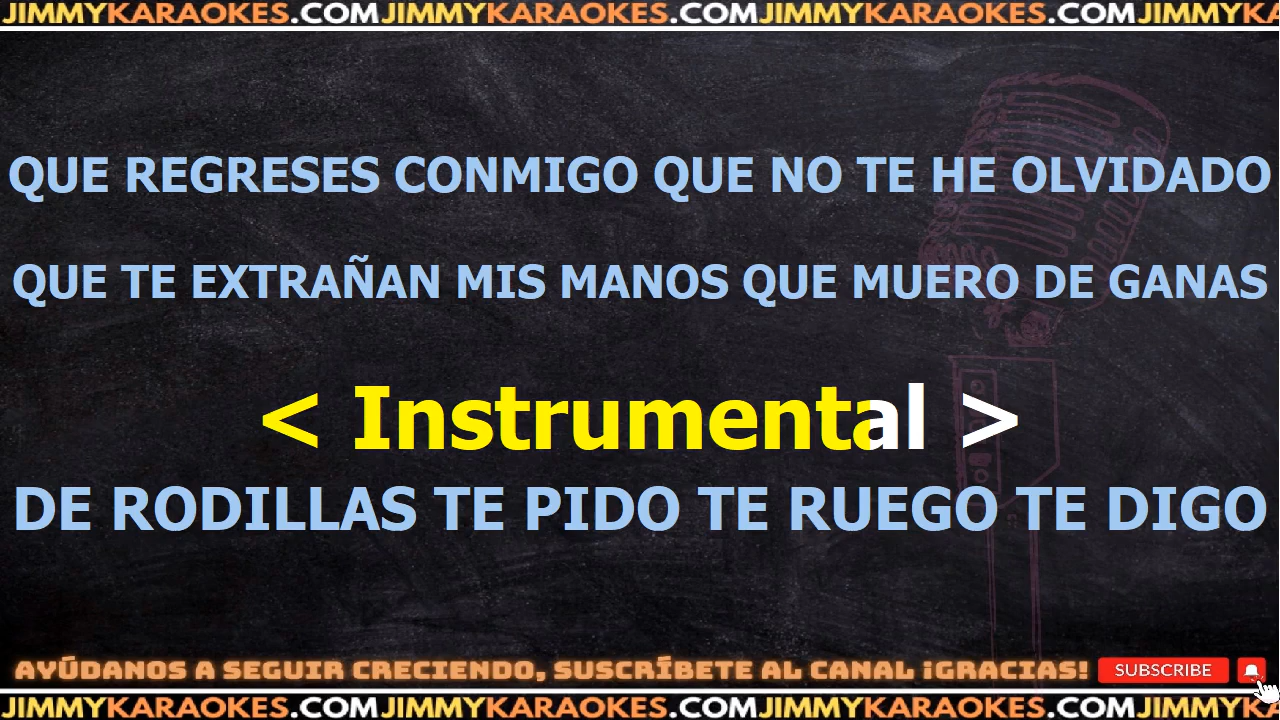 JIMMYKARAOKES.COMJIMMYKARAOKES.COMJIMMYKARAOKES.COMJIMMYKA
QUE REGRESES CONMIGO QUE NO TE HE OLVIDADO
QUE TE EXTRAÑAN MIS MANOS QUE MUERO DE GANAS
< Instrumental >
DE RODILLAS TE PIDO TE RUEGO TE DIGO
AYÚDANOS A SEGUIR CRECIENDO, SUSCRÍBETE AL CANAL ¡GRACIAS! SUBSCRIBE
JIMMYKARAOKES.COMJIMMYKARAOKES.COMJIMMYKARAOKES.COMJIMMYKA